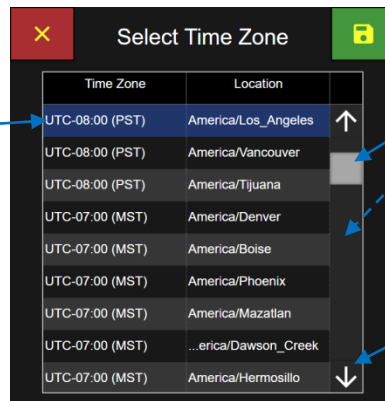 Select Time Zone
Time Zone Location
UTC-08:00 (PST) America/Los_Angeles
UTC-08:00 (PST) America/Vancouver
UTC-08:00 (PST) America/Tijuana
UTC-07:00 (MST) America/Denver
UTC-07:00 (MST) America/Boise
UTC-07:00 (MST) America/Phoenix
UTC-07:00 (MST) America/Mazatlan
UTC-07:00 (MST) ...erica/Dawson_Creek
UTC-07:00 (MST) America/Hermosillo